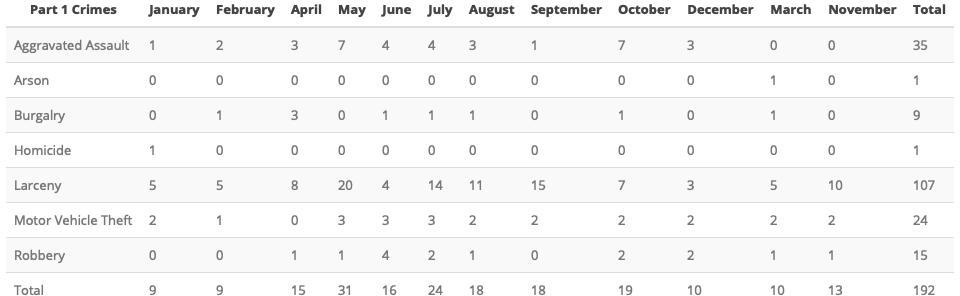 Part 1 Crimes January February April May June July August September October December March November Total
Aggravated Assault 1 2 3 7 4 4 3 1 7 3 0 0 35
Arson 0 0 0 0 0 0 0 0 0 0 1 0 1
Burgalry 0 1 3 0 1 1 1 0 1 0 1 0 9
Homicide 1 0 0 0 0 0 0 0 0 0 0 0 1
Larceny 5 5 8 20 4 14 11 15 7 3 5 10 107
Motor Vehicle Theft 2 1 0 3 3 3 2 2 2 2 2 2 24
Robbery 0 0 1 1 4 2 1 0 2 2 1 1 15
Total 9 9 15 31 16 24 18 18 19 10 10 13 192